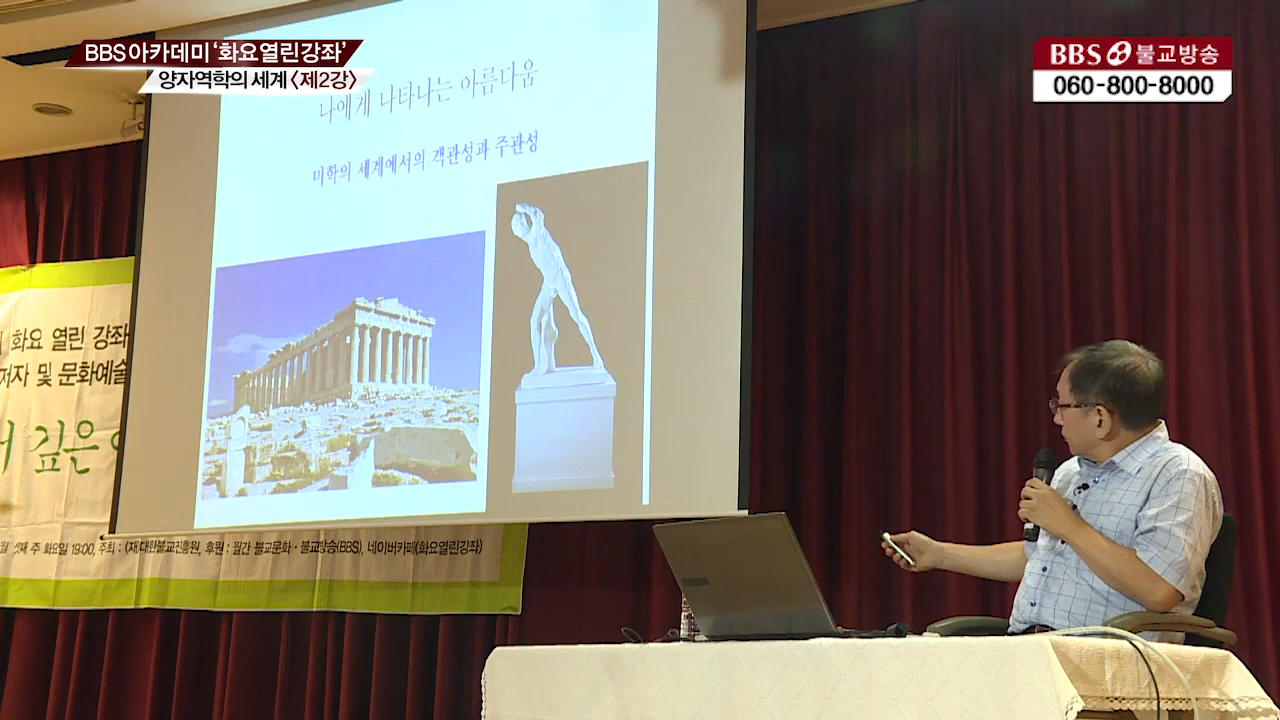 BBS 아카데미 '화요열린강좌'
양자역학의 세계 <제2강>
BBS 불교방송
060-800-8000
나에게 나타나는 아름다움
미학의 세계에서의 객관성과 주관성
화요 열린 강좌
저자 및 문화예술
깊은
째 주 화요일 19:00, 주최 : (재)대한불교진흥원, 후원 : 월간 불교문화·불교방송(BBS), 네이버카페(화요열린강좌)